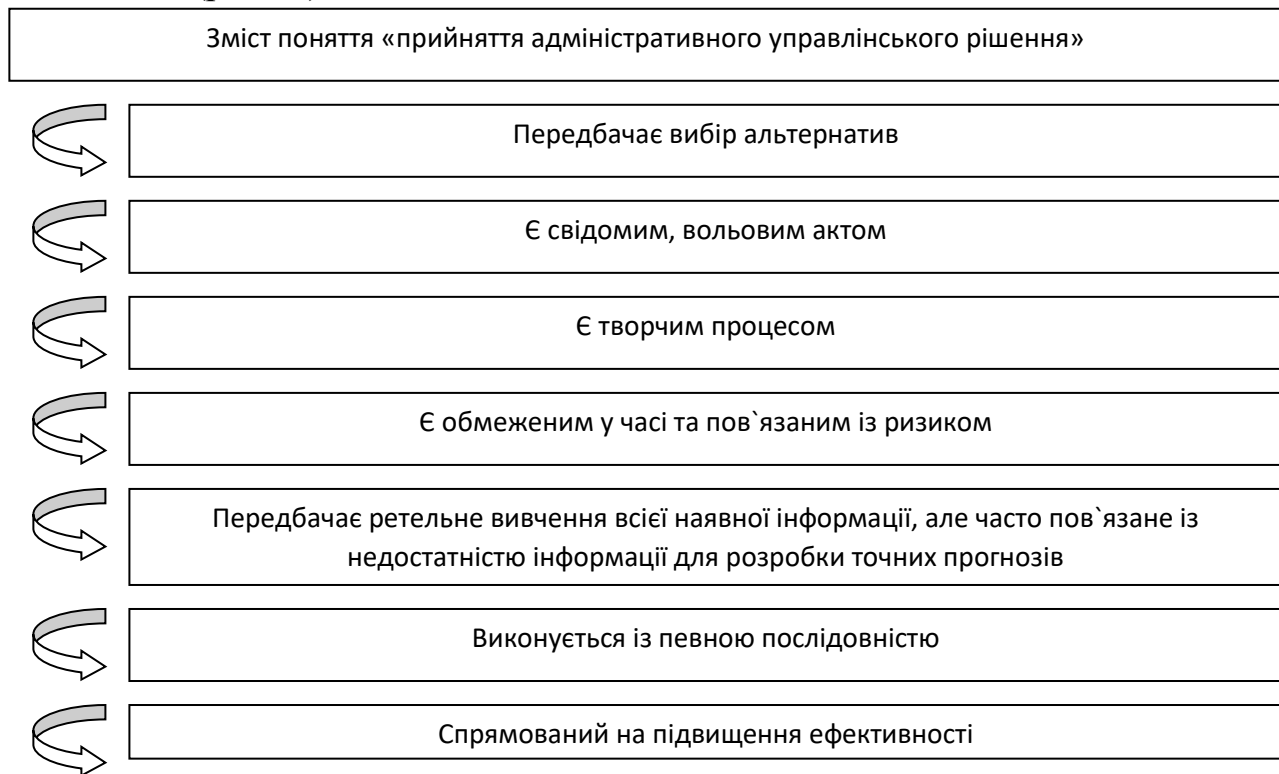 Зміст поняття «прийняття адміністративного управлінського рішення»
Передбачає вибір альтернатив
Є свідомим, вольовим актом
Є творчим процесом
Є обмеженим у часі та пов`язаним із ризиком
Передбачає ретельне вивчення всієї наявної інформації, але часто пов`язане із
недостатністю інформації для розробки точних прогнозів
Виконується із певною послідовністю
Спрямований на підвищення ефективності